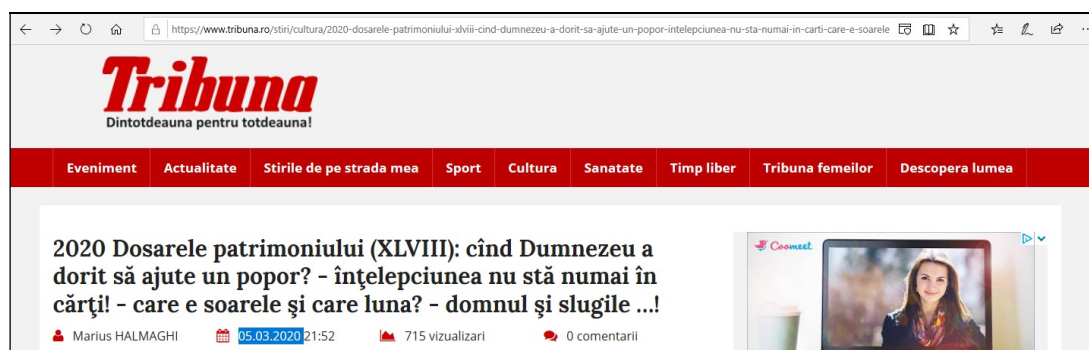 https://www.tribuna.ro/stiri/cultura/2020-dosarele-patrimoniului-xlviii-cind-dumnezeu-a-dorit-sa-ajute-un-popor-intelepciunea-nu-sta-numai-in-carti-care-e-soarele
Tribuna
Dintotdeauna pentru totdeauna!
Eveniment Actualitate Stirile de pe strada mea Sport Cultura Sanatate Timp liber Tribuna femeilor Descopera lumea
2020 Dosarele patrimoniului (XLVIII): cînd Dumnezeu a
dorit să ajute un popor? – înţelepciunea nu stă numai în
cărţi! – care e soarele şi care luna? – domnul şi slugile …!
Marius HALMAGHI 05.03.2020 21:52 715 vizualizari 0 comentarii
Coomeet